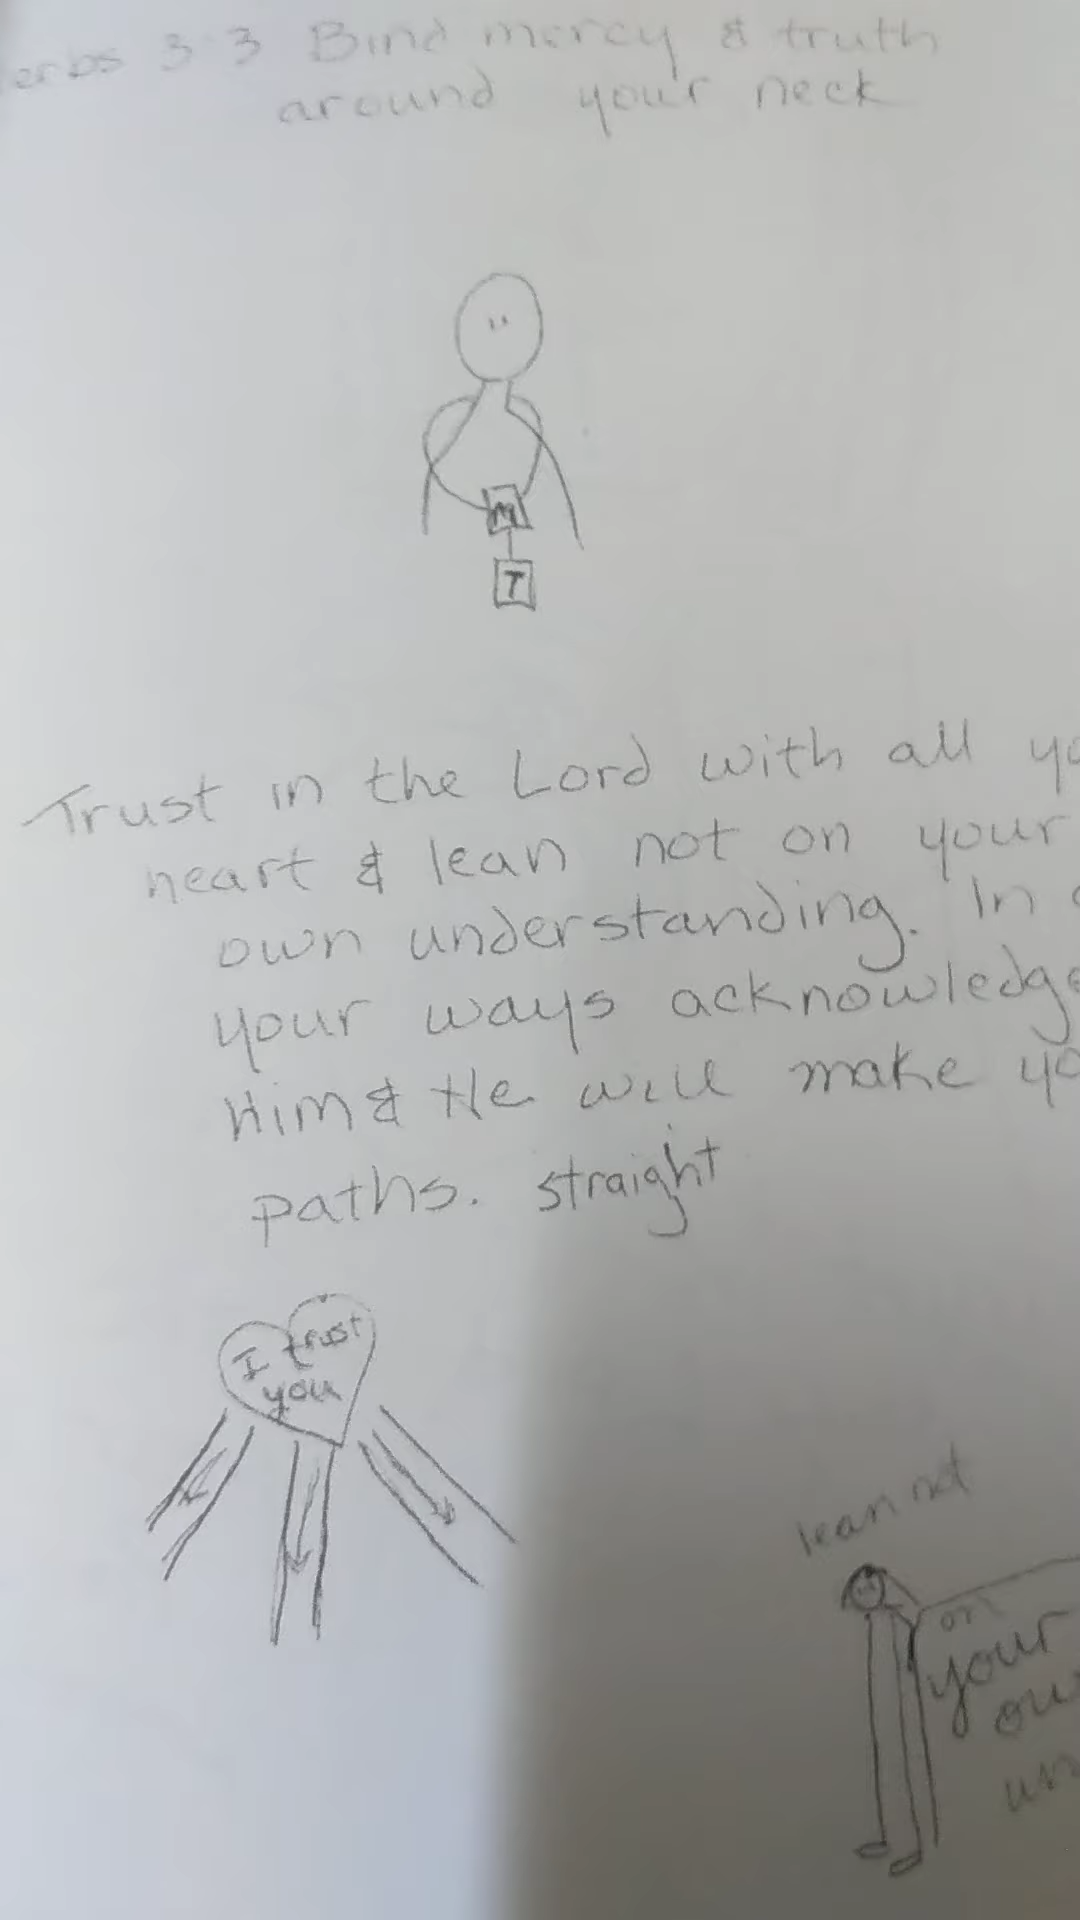 erbs 3:3 Bind mercy & truth
around your neck
M
T
Trust in the Lord with all yo
heart & lean not on your
own understanding. In a
your ways acknowledge
Him & He will make yo
paths. straight
I trust
you
lean not
on
your
ow
un